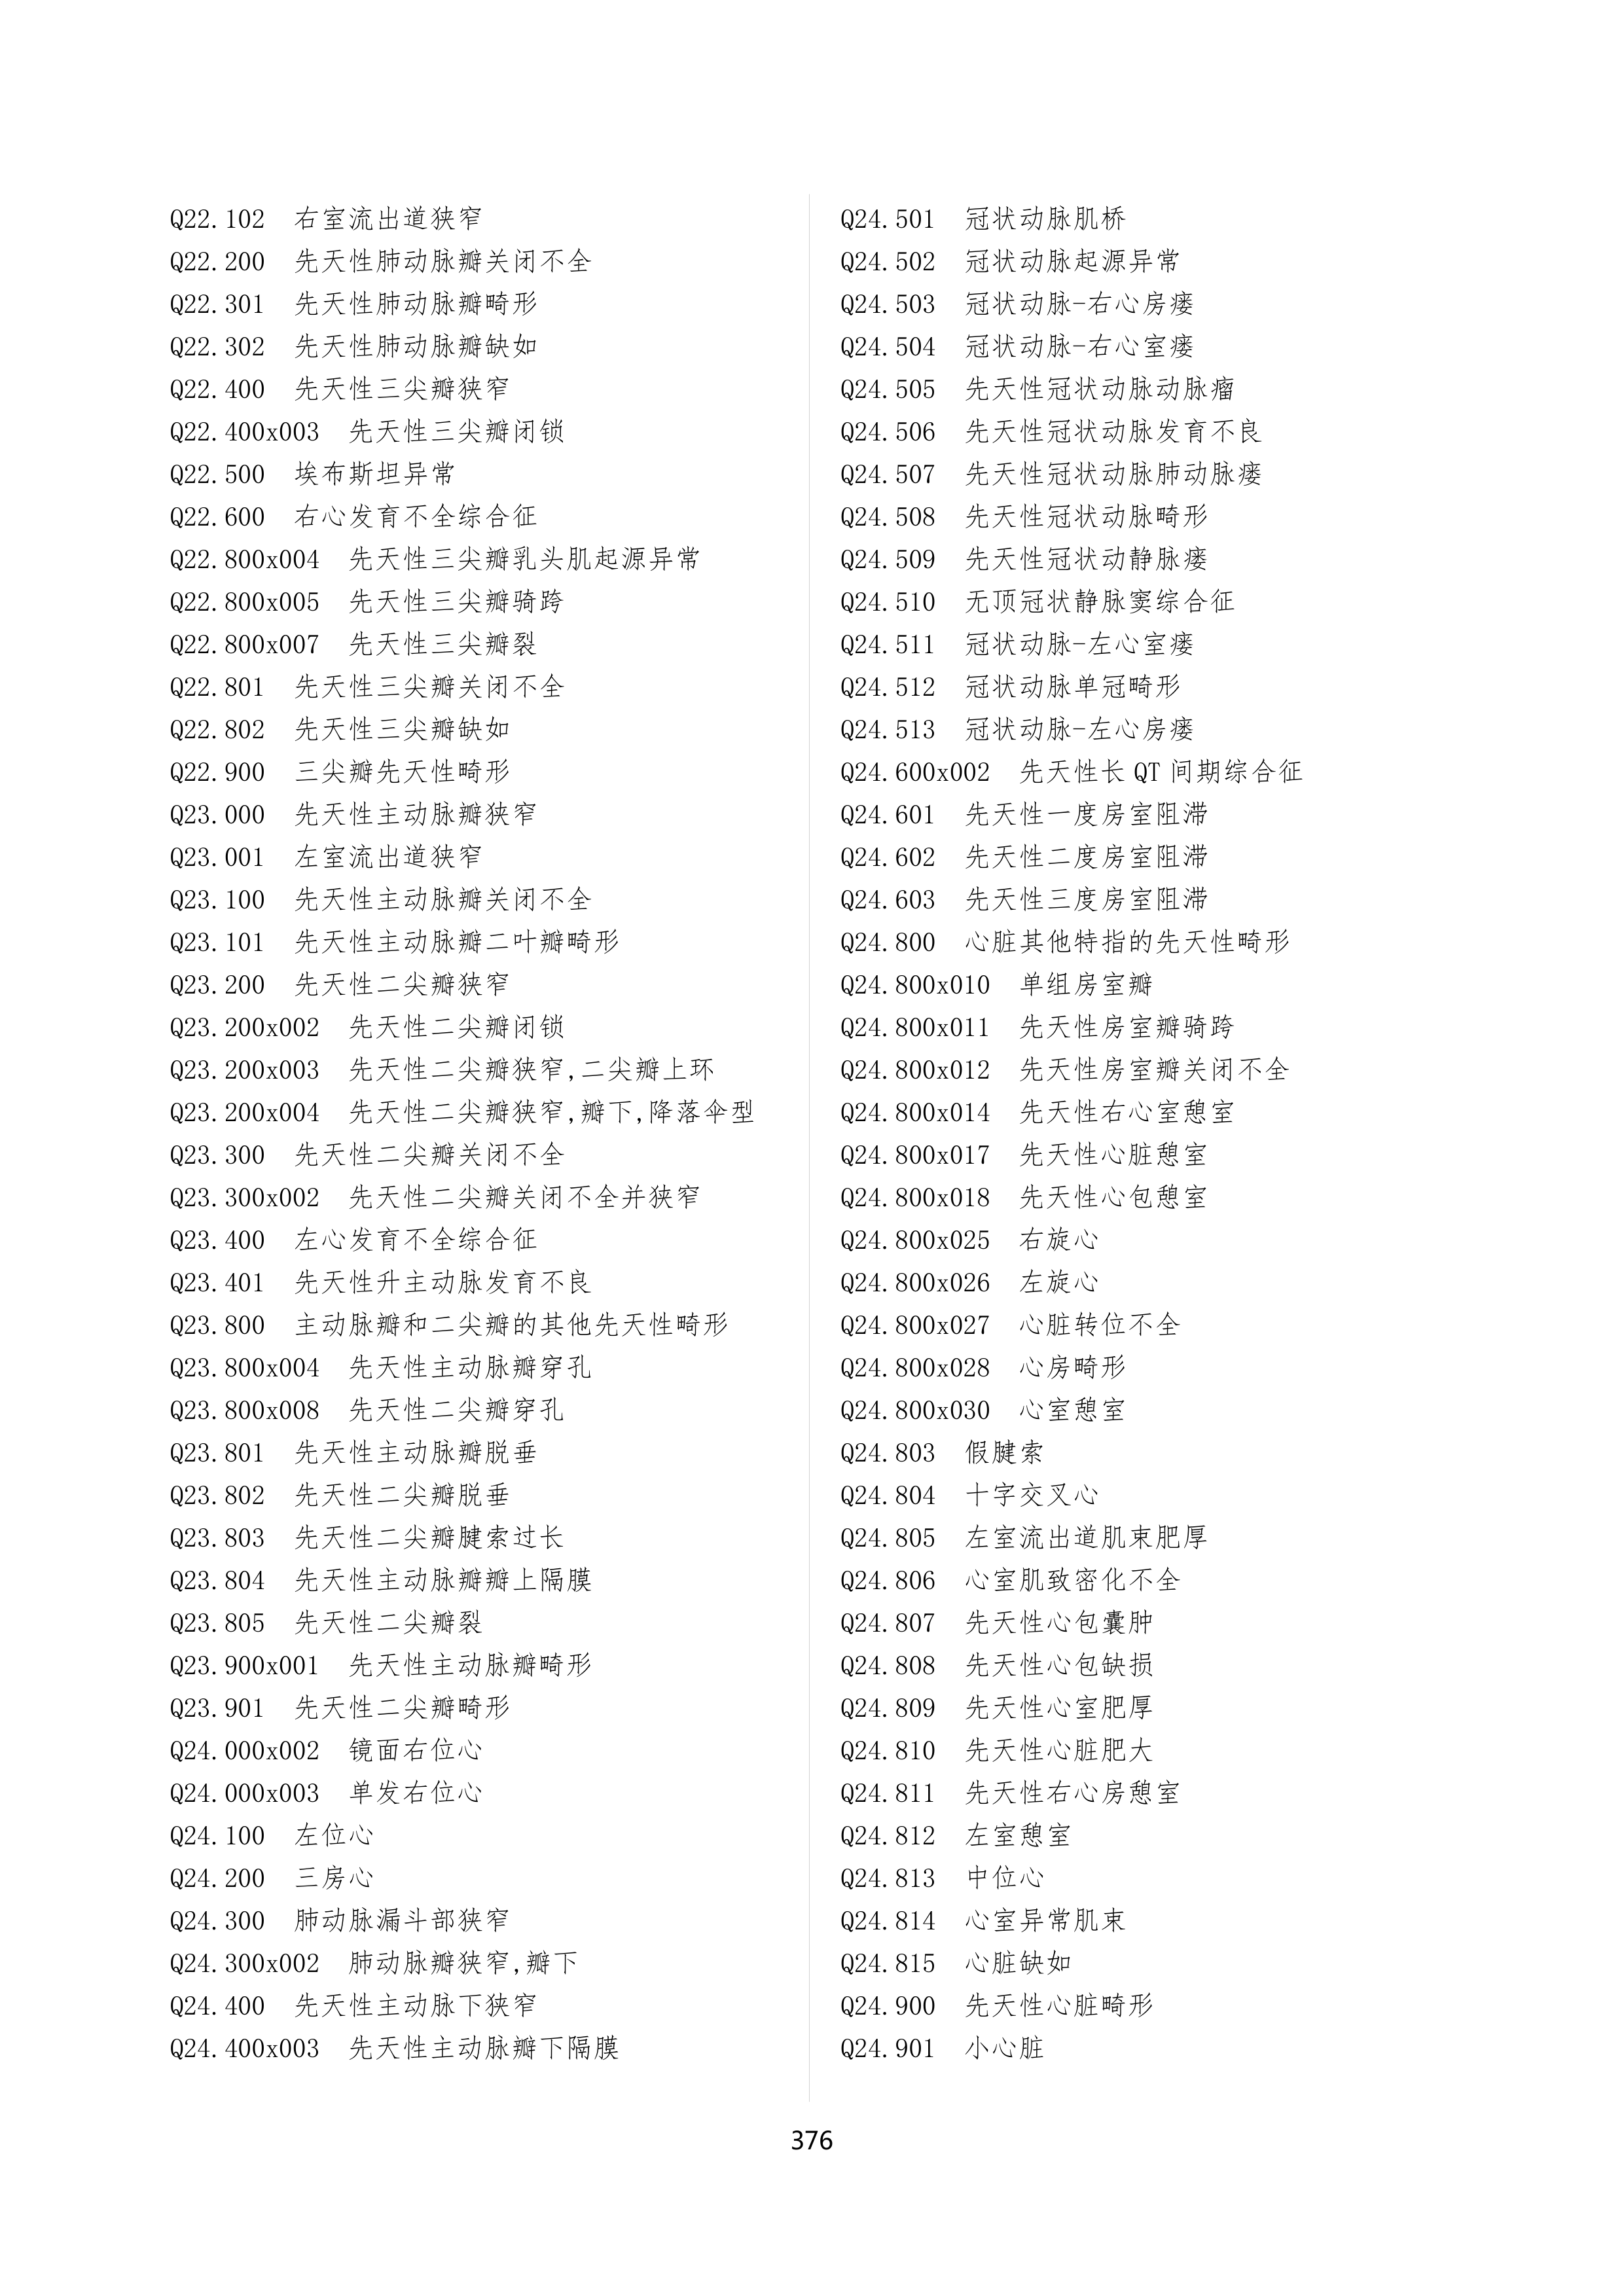 Q22.102 右室流出道狭窄
Q22.200 先天性肺动脉瓣关闭不全
Q22.301 先天性肺动脉瓣畸形
Q22.302 先天性肺动脉瓣缺如
Q22.400 先天性三尖瓣狭窄
Q22.400x003 先天性三尖瓣闭锁
Q22.500 埃布斯坦异常
Q22.600 右心发育不全综合征
Q22.800x004 先天性三尖瓣乳头肌起源异常
Q22.800x005 先天性三尖瓣骑跨
Q22.800x007 先天性三尖瓣裂
Q22.801 先天性三尖瓣关闭不全
Q22.802 先天性三尖瓣缺如
Q22.900 三尖瓣先天性畸形
Q23.000 先天性主动脉瓣狭窄
Q23.001 左室流出道狭窄
Q23.100 先天性主动脉瓣关闭不全
Q23.101 先天性主动脉瓣二叶瓣畸形
Q23.200 先天性二尖瓣狭窄
Q23.200x002 先天性二尖瓣闭锁
Q23.200x003 先天性二尖瓣狭窄,二尖瓣上环
Q23.200x004 先天性二尖瓣狭窄,瓣下,降落伞型
Q23.300 先天性二尖瓣关闭不全
Q23.300x002 先天性二尖瓣关闭不全并狭窄
Q23.400 左心发育不全综合征
Q23.401 先天性升主动脉发育不良
Q23.800 主动脉瓣和二尖瓣的其他先天性畸形
Q23.800x004 先天性主动脉瓣穿孔
Q23.800x008 先天性二尖瓣穿孔
Q23.801 先天性主动脉瓣脱垂
Q23.802 先天性二尖瓣脱垂
Q23.803 先天性二尖瓣腱索过长
Q23.804 先天性主动脉瓣瓣上隔膜
Q23.805 先天性二尖瓣裂
Q23.900x001 先天性主动脉瓣畸形
Q23.901 先天性二尖瓣畸形
Q24.000x002 镜面右位心
Q24.000x003 单发右位心
Q24.100 左位心
Q24.200 三房心
Q24.300 肺动脉漏斗部狭窄
Q24.300x002 肺动脉瓣狭窄,瓣下
Q24.400 先天性主动脉下狭窄
Q24.400x003 先天性主动脉瓣下隔膜
Q24.501 冠状动脉肌桥
Q24.502 冠状动脉起源异常
Q24.503 冠状动脉-右心房瘘
Q24.504 冠状动脉-右心室瘘
Q24.505 先天性冠状动脉动脉瘤
Q24.506 先天性冠状动脉发育不良
Q24.507 先天性冠状动脉肺动脉瘘
Q24.508 先天性冠状动脉畸形
Q24.509 先天性冠状动静脉瘘
Q24.510 无顶冠状静脉窦综合征
Q24.511 冠状动脉-左心室瘘
Q24.512 冠状动脉单冠畸形
Q24.513 冠状动脉-左心房瘘
Q24.600x002 先天性长 QT 间期综合征
Q24.601 先天性一度房室阻滞
Q24.602 先天性二度房室阻滞
Q24.603 先天性三度房室阻滞
Q24.800 心脏其他特指的先天性畸形
Q24.800x010 单组房室瓣
Q24.800x011 先天性房室瓣骑跨
Q24.800x012 先天性房室瓣关闭不全
Q24.800x014 先天性右心室憩室
Q24.800x017 先天性心脏憩室
Q24.800x018 先天性心包憩室
Q24.800x025 右旋心
Q24.800x026 左旋心
Q24.800x027 心脏转位不全
Q24.800x028 心房畸形
Q24.800x030 心室憩室
Q24.803 假腱索
Q24.804 十字交叉心
Q24.805 左室流出道肌束肥厚
Q24.806 心室肌致密化不全
Q24.807 先天性心包囊肿
Q24.808 先天性心包缺损
Q24.809 先天性心室肥厚
Q24.810 先天性心脏肥大
Q24.811 先天性右心房憩室
Q24.812 左室憩室
Q24.813 中位心
Q24.814 心室异常肌束
Q24.815 心脏缺如
Q24.900 先天性心脏畸形
Q24.901 小心脏
376